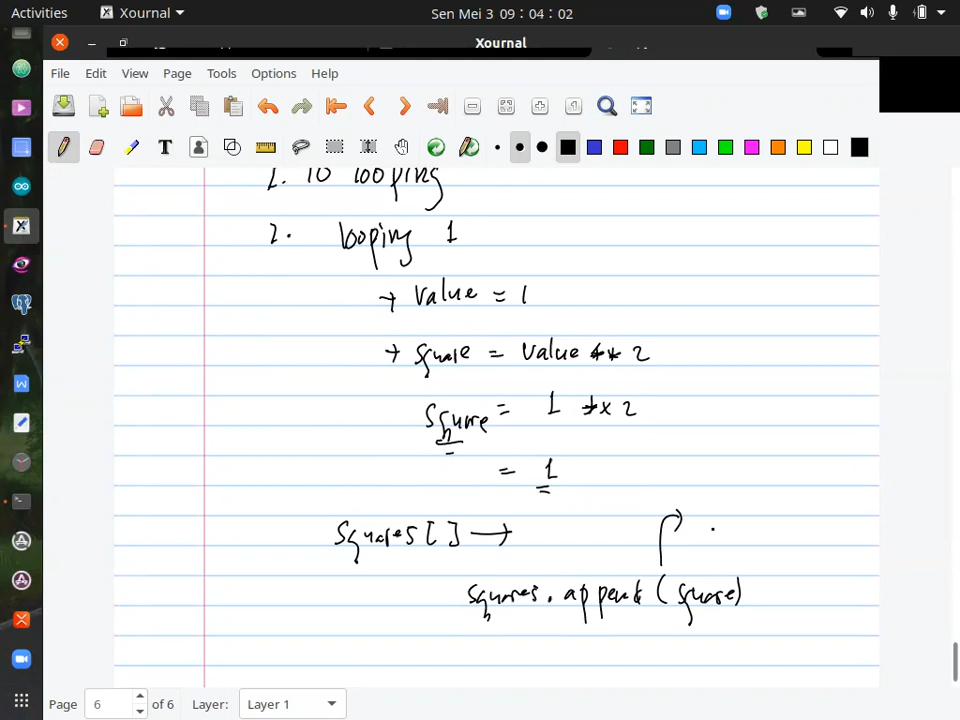 Activities Xournal Sen Mei 3 09:04:02
Xournal
File Edit View Page Tools Options Help
1. 10 looping
2. looping 1
→ value = 1
→ square = value ** 2
square = 1 ** 2
= 1
squares [ ] →
squares.append (square)
Page 6 of 6 Layer: Layer 1